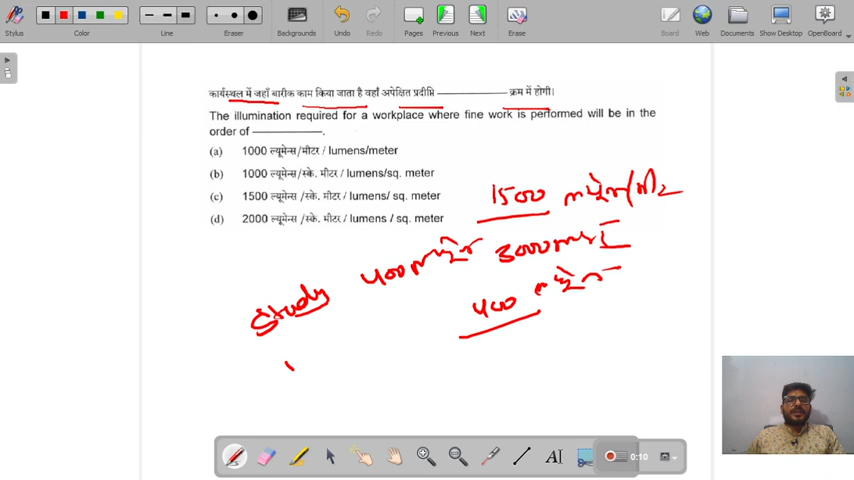 Stylus
Color
Line
Eraser
Backgrounds
Undo
Redo
Pages
Previous
Next
Erase
Board
Web
Documents
Show Desktop
OpenBoard
कार्यस्थल में जहाँ बारीक काम किया जाता है वहाँ अपेक्षित प्रदीप्ति ———— क्रम में होगी।
The illumination required for a workplace where fine work is performed will be in the
order of ————.
(a) 1000 ल्यूमेन्स/मीटर / lumens/meter
(b) 1000 ल्यूमेन्स/स्के. मीटर / lumens/sq. meter
(c) 1500 ल्यूमेन्स /स्के. मीटर / lumens/ sq. meter
(d) 2000 ल्यूमेन्स /स्के. मीटर / lumens / sq. meter
1500
400
3000
Study
400
0:10